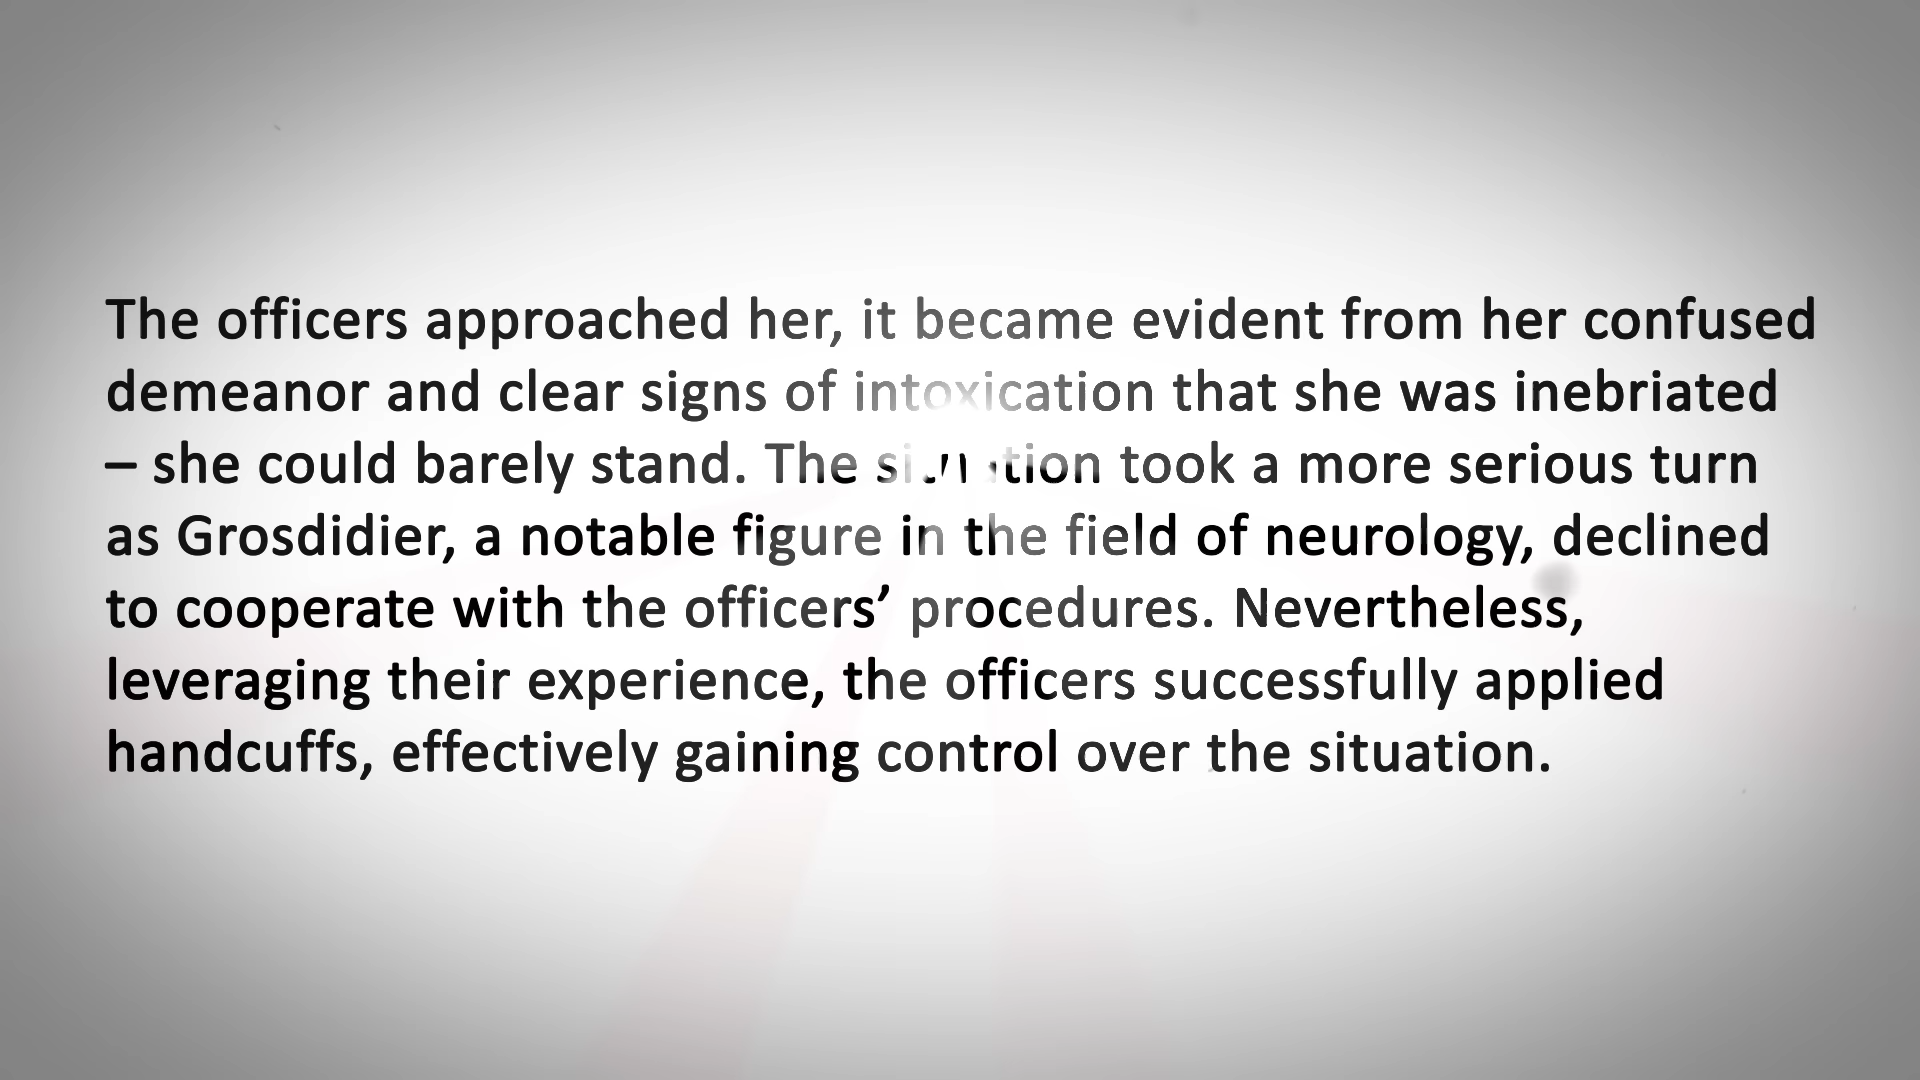 The officers approached her, it became evident from her confused
demeanor and clear signs of intoxication that she was inebriated
– she could barely stand. The situation took a more serious turn
as Grosdidier, a notable figure in the field of neurology, declined
to cooperate with the officers’ procedures. Nevertheless,
leveraging their experience, the officers successfully applied
handcuffs, effectively gaining control over the situation.